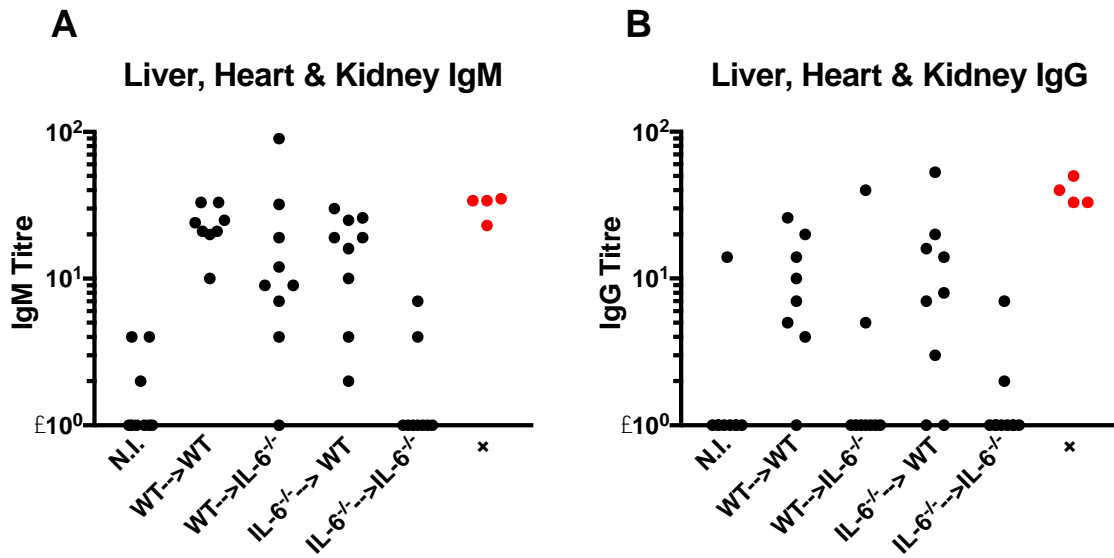 A
Liver, Heart & Kidney IgM
IgM Titre
10²
10¹
£10⁰
N.I.
WT-->WT
WT-->IL-6⁻/⁻
IL-6⁻/⁻--> WT
IL-6⁻/⁻-->IL-6⁻/⁻
+
B
Liver, Heart & Kidney IgG
IgG Titre
10²
10¹
£10⁰
N.I.
WT-->WT
WT-->IL-6⁻/⁻
IL-6⁻/⁻--> WT
IL-6⁻/⁻-->IL-6⁻/⁻
+